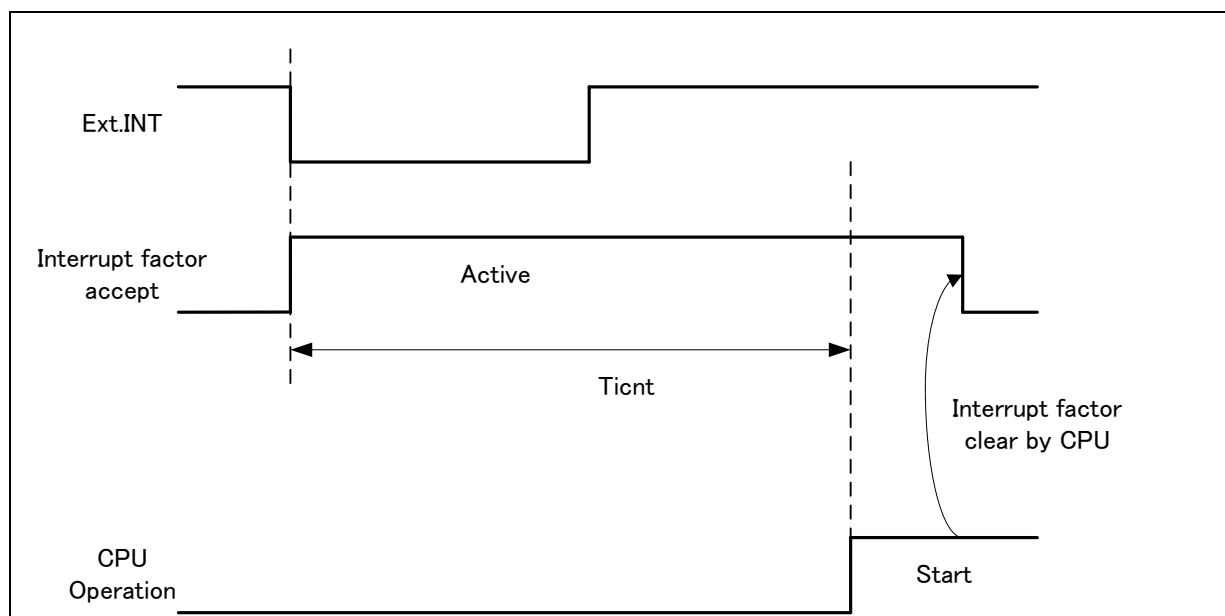 Ext.INT
Interrupt factor
accept
Active
Ticnt
Interrupt factor
clear by CPU
CPU
Operation
Start